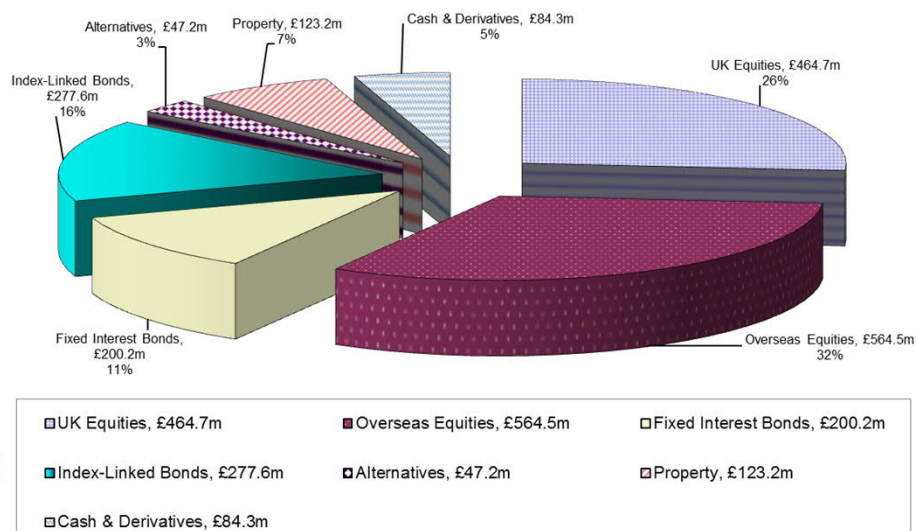 Cash & Derivatives, £84.3m
5%
Property, £123.2m
7%
Alternatives, £47.2m
3%
UK Equities, £464.7m
26%
Index-Linked Bonds,
£277.6m
16%
Fixed Interest Bonds,
£200.2m
11%
Overseas Equities, £564.5m
32%
UK Equities, £464.7m
Overseas Equities, £564.5m
Fixed Interest Bonds, £200.2m
Index-Linked Bonds, £277.6m
Alternatives, £47.2m
Property, £123.2m
Cash & Derivatives, £84.3m